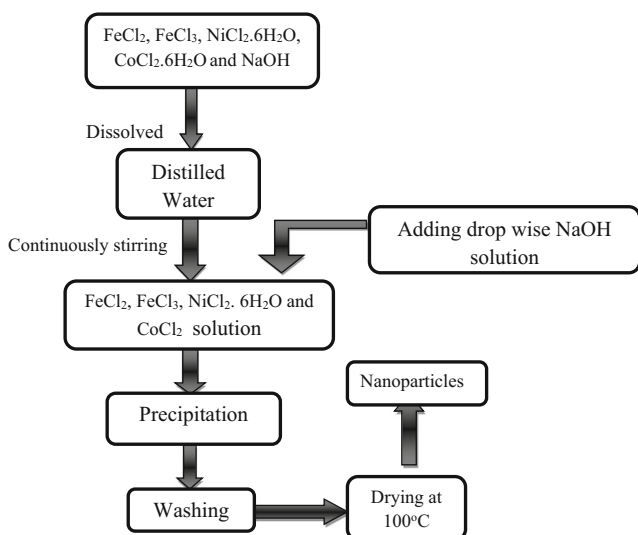 FeCl₂, FeCl₃, NiCl₂.6H₂O,
CoCl₂.6H₂O and NaOH
Dissolved
Distilled
Water
Continuously stirring
Adding drop wise NaOH
solution
FeCl₂, FeCl₃, NiCl₂. 6H₂O and
CoCl₂ solution
Precipitation
Washing
Drying at
100°C
Nanoparticles